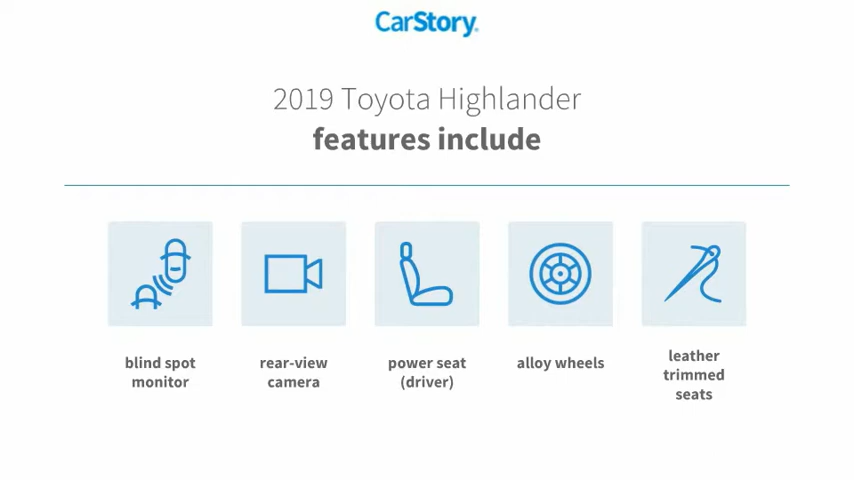 CarStory
2019 Toyota Highlander
features include
blind spot
monitor
rear-view
camera
power seat
(driver)
alloy wheels
leather
trimmed
seats